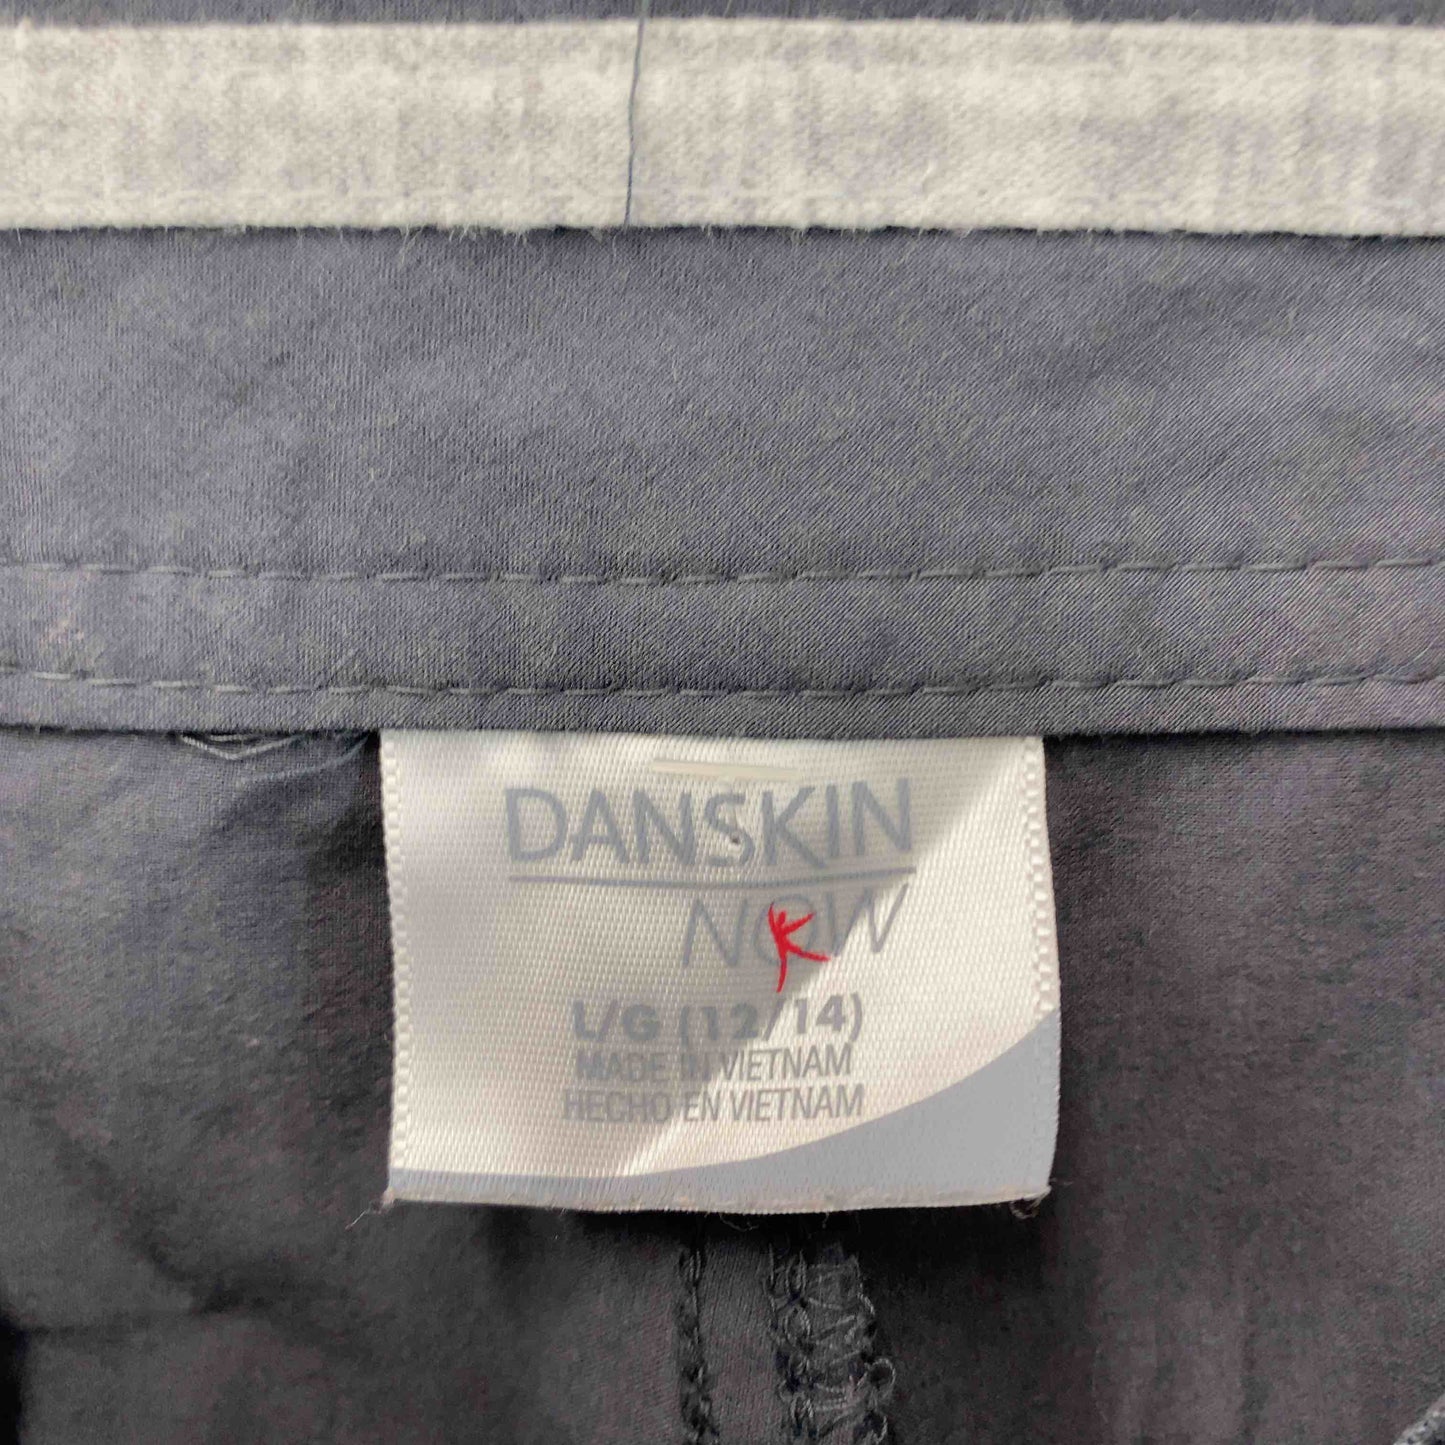 DANSKIN
NOW
L/G (12/14)
MADE IN VIETNAM
HECHO EN VIETNAM